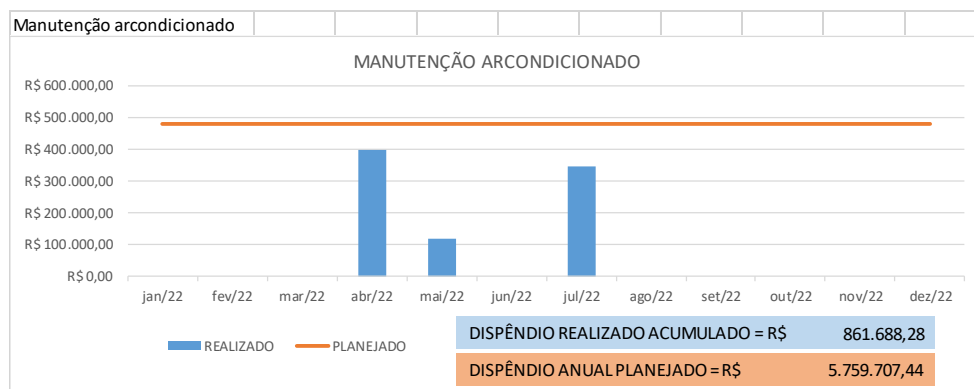 Manutenção arcondicionado
MANUTENÇÃO ARCONDICIONADO
R$ 600.000,00
R$ 500.000,00
R$ 400.000,00
R$ 300.000,00
R$ 200.000,00
R$ 100.000,00
R$ 0,00
jan/22 fev/22 mar/22 abr/22 mai/22 jun/22 jul/22 ago/22 set/22 out/22 nov/22 dez/22
REALIZADO PLANEJADO
DISPÊNDIO REALIZADO ACUMULADO = R$ 861.688,28
DISPÊNDIO ANUAL PLANEJADO = R$ 5.759.707,44